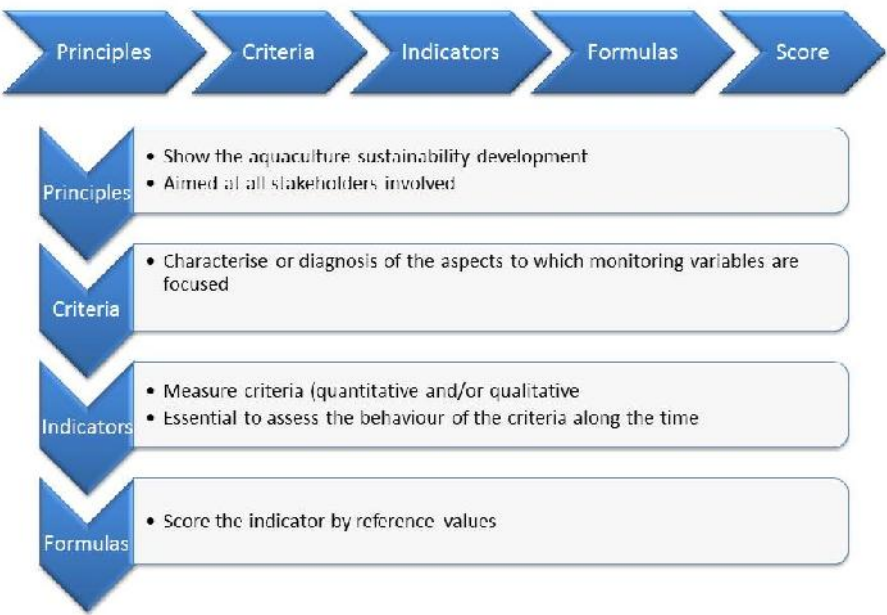 Principles
Criteria
Indicators
Formulas
Score
Principles
• Show the aquaculture sustainability development
• Aimed at all stakeholders involved
Criteria
• Characterise or diagnosis of the aspects to which monitoring variables are
focused
Indicators
• Measure criteria (quantitative and/or qualitative
• Essential to assess the behaviour of the criteria along the time
Formulas
• Score the indicator by reference values